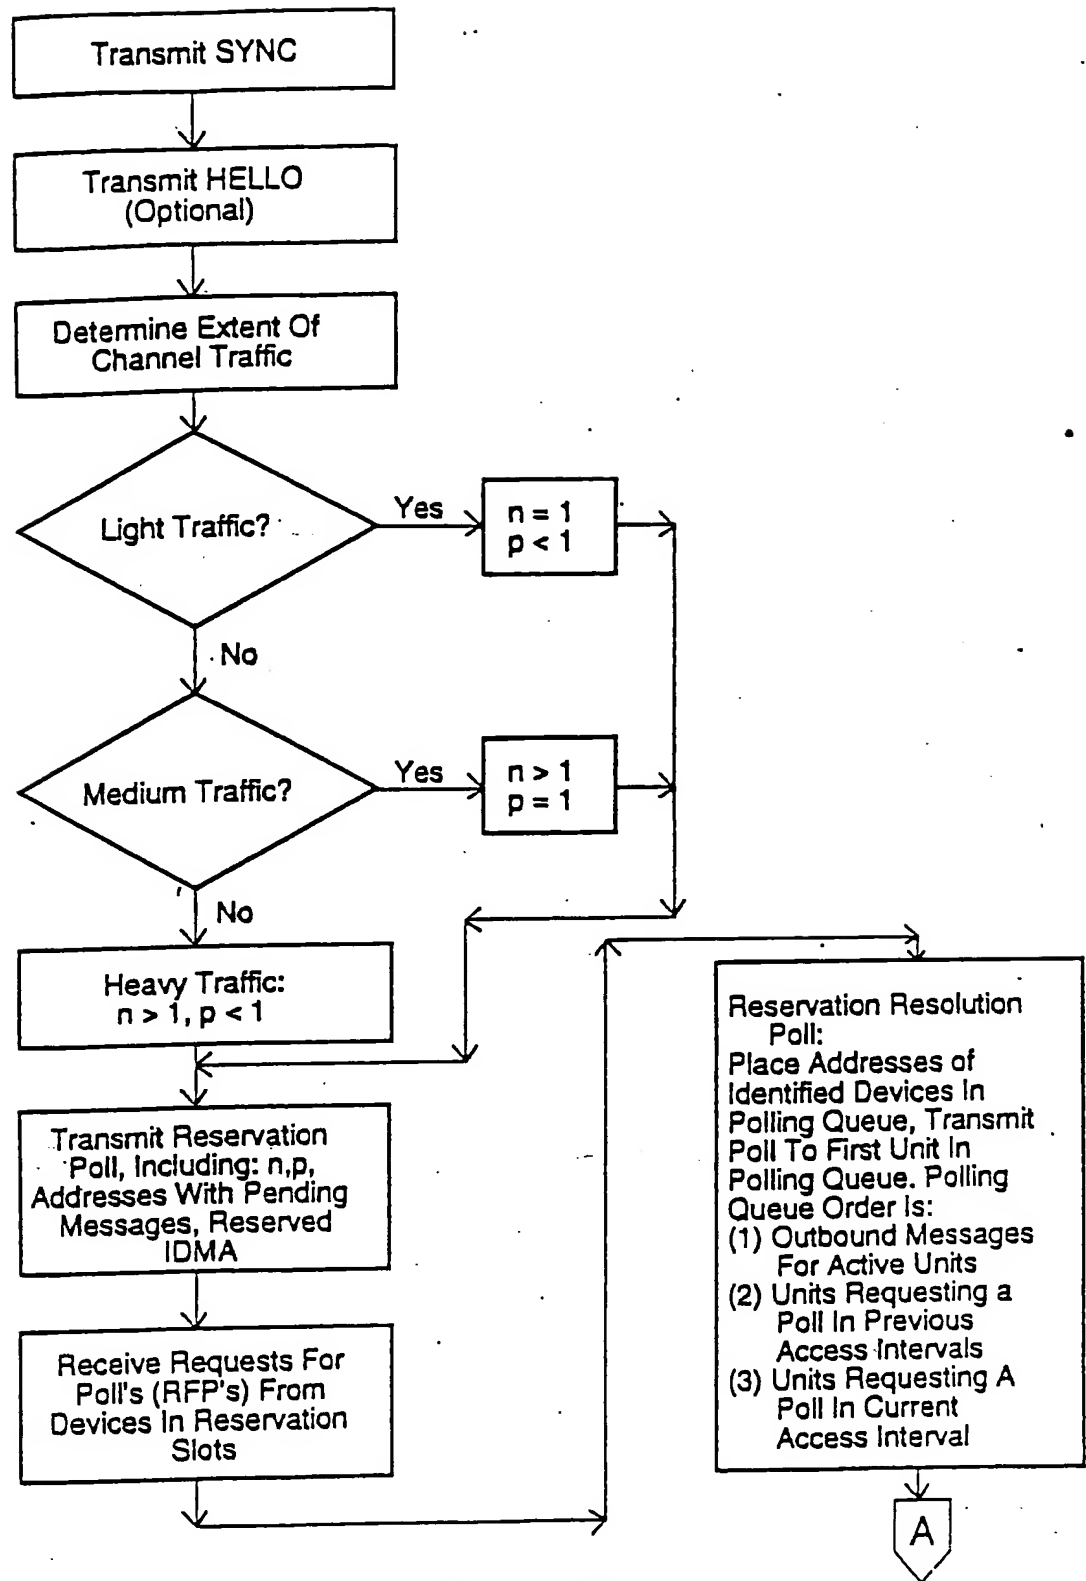 Transmit SYNC
Transmit HELLO
(Optional)
Determine Extent Of
Channel Traffic
Light Traffic?
Yes
n = 1
p < 1
No
Medium Traffic?
Yes
n > 1
p = 1
No
Heavy Traffic:
n > 1, p < 1
Transmit Reservation
Poll, Including: n,p,
Addresses With Pending
Messages, Reserved
IDMA
Receive Requests For
Poll's (RFP's) From
Devices In Reservation
Slots
Reservation Resolution
Poll:
Place Addresses of
Identified Devices In
Polling Queue, Transmit
Poll To First Unit In
Polling Queue. Polling
Queue Order Is:
(1) Outbound Messages
For Active Units
(2) Units Requesting a
Poll In Previous
Access Intervals
(3) Units Requesting A
Poll In Current
Access Interval
A